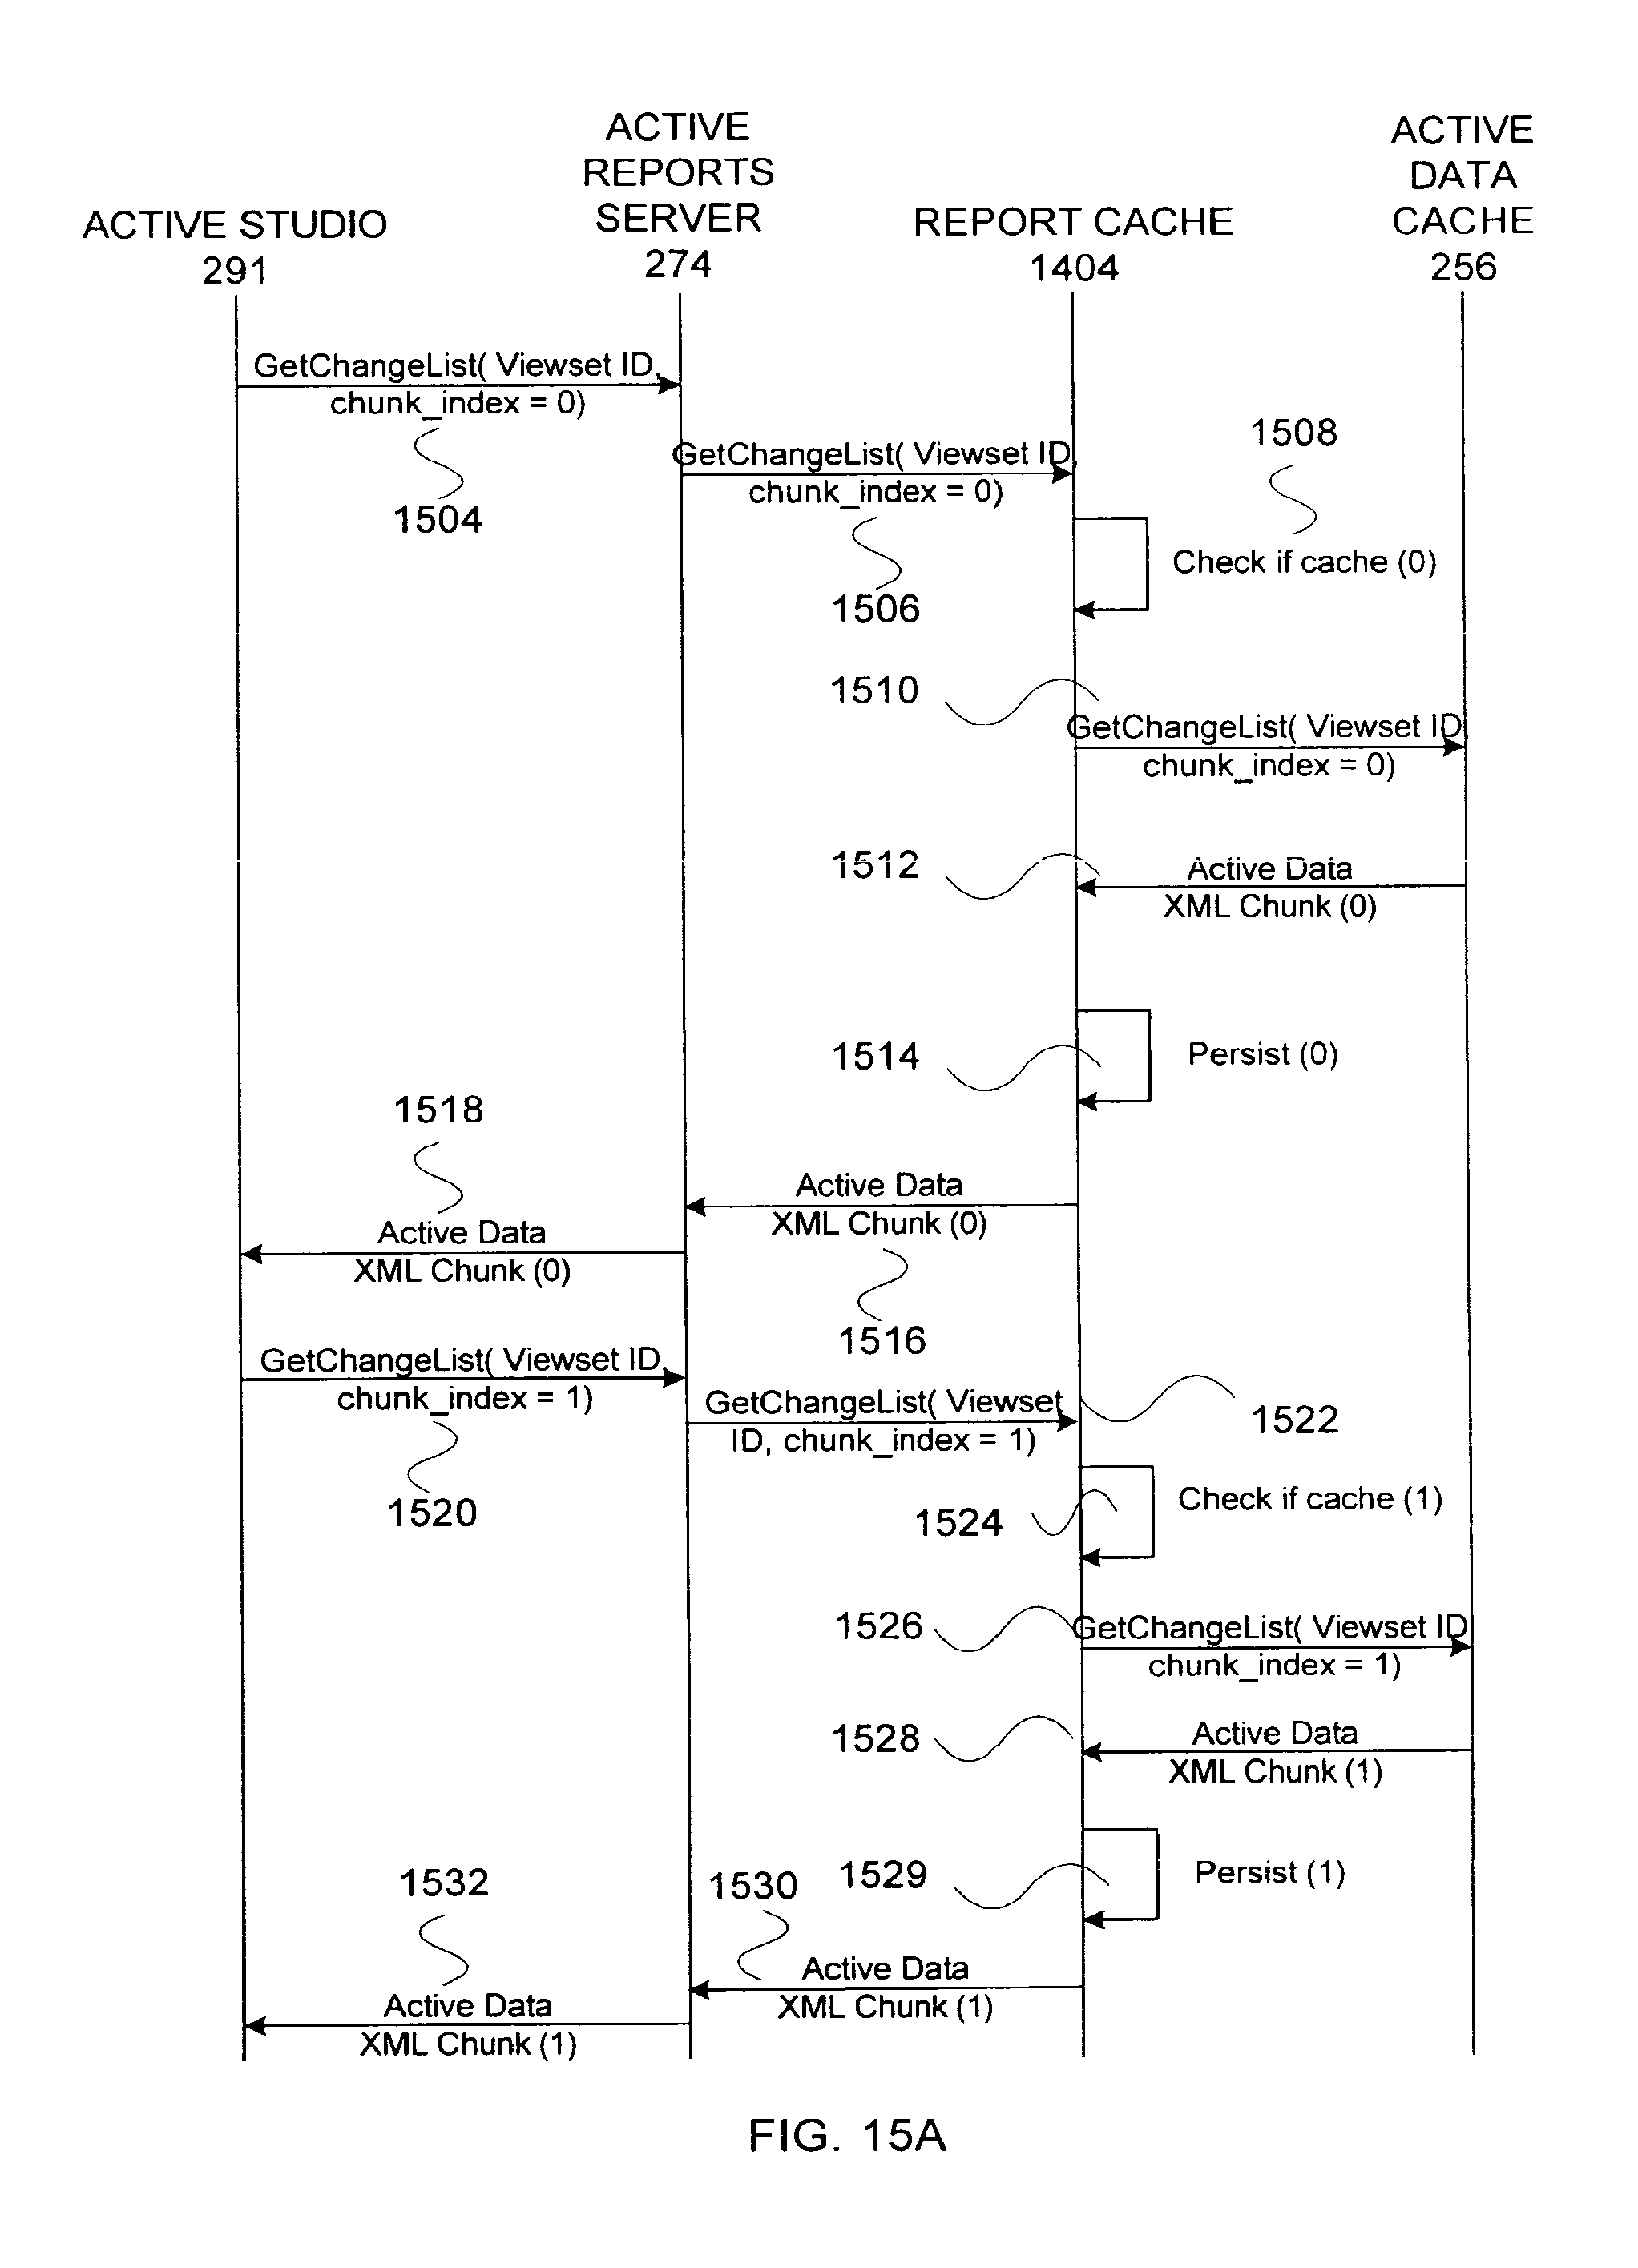 ACTIVE STUDIO
291
ACTIVE
REPORTS
SERVER
274
REPORT CACHE
1404
ACTIVE
DATA
CACHE
256
GetChangeList( Viewset ID,
chunk_index = 0)
1504
GetChangeList( Viewset ID,
chunk_index = 0)
1506
1508
Check if cache (0)
1510
GetChangeList( Viewset ID,
chunk_index = 0)
1512
Active Data
XML Chunk (0)
1514
Persist (0)
1518
Active Data
XML Chunk (0)
Active Data
XML Chunk (0)
1516
GetChangeList( Viewset ID,
chunk_index = 1)
1520
GetChangeList( Viewset
ID, chunk_index = 1)
1522
1524
Check if cache (1)
1526
GetChangeList( Viewset ID
chunk_index = 1)
1528
Active Data
XML Chunk (1)
1529
Persist (1)
1532
1530
Active Data
XML Chunk (1)
Active Data
XML Chunk (1)
FIG. 15A